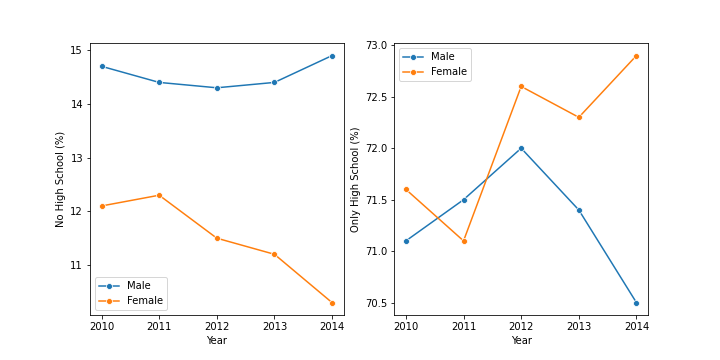 No High School (%)
15
14
13
12
11
Male
Female
2010 2011 2012 2013 2014
Year
Only High School (%)
73.0
72.5
72.0
71.5
71.0
70.5
Male
Female
2010 2011 2012 2013 2014
Year